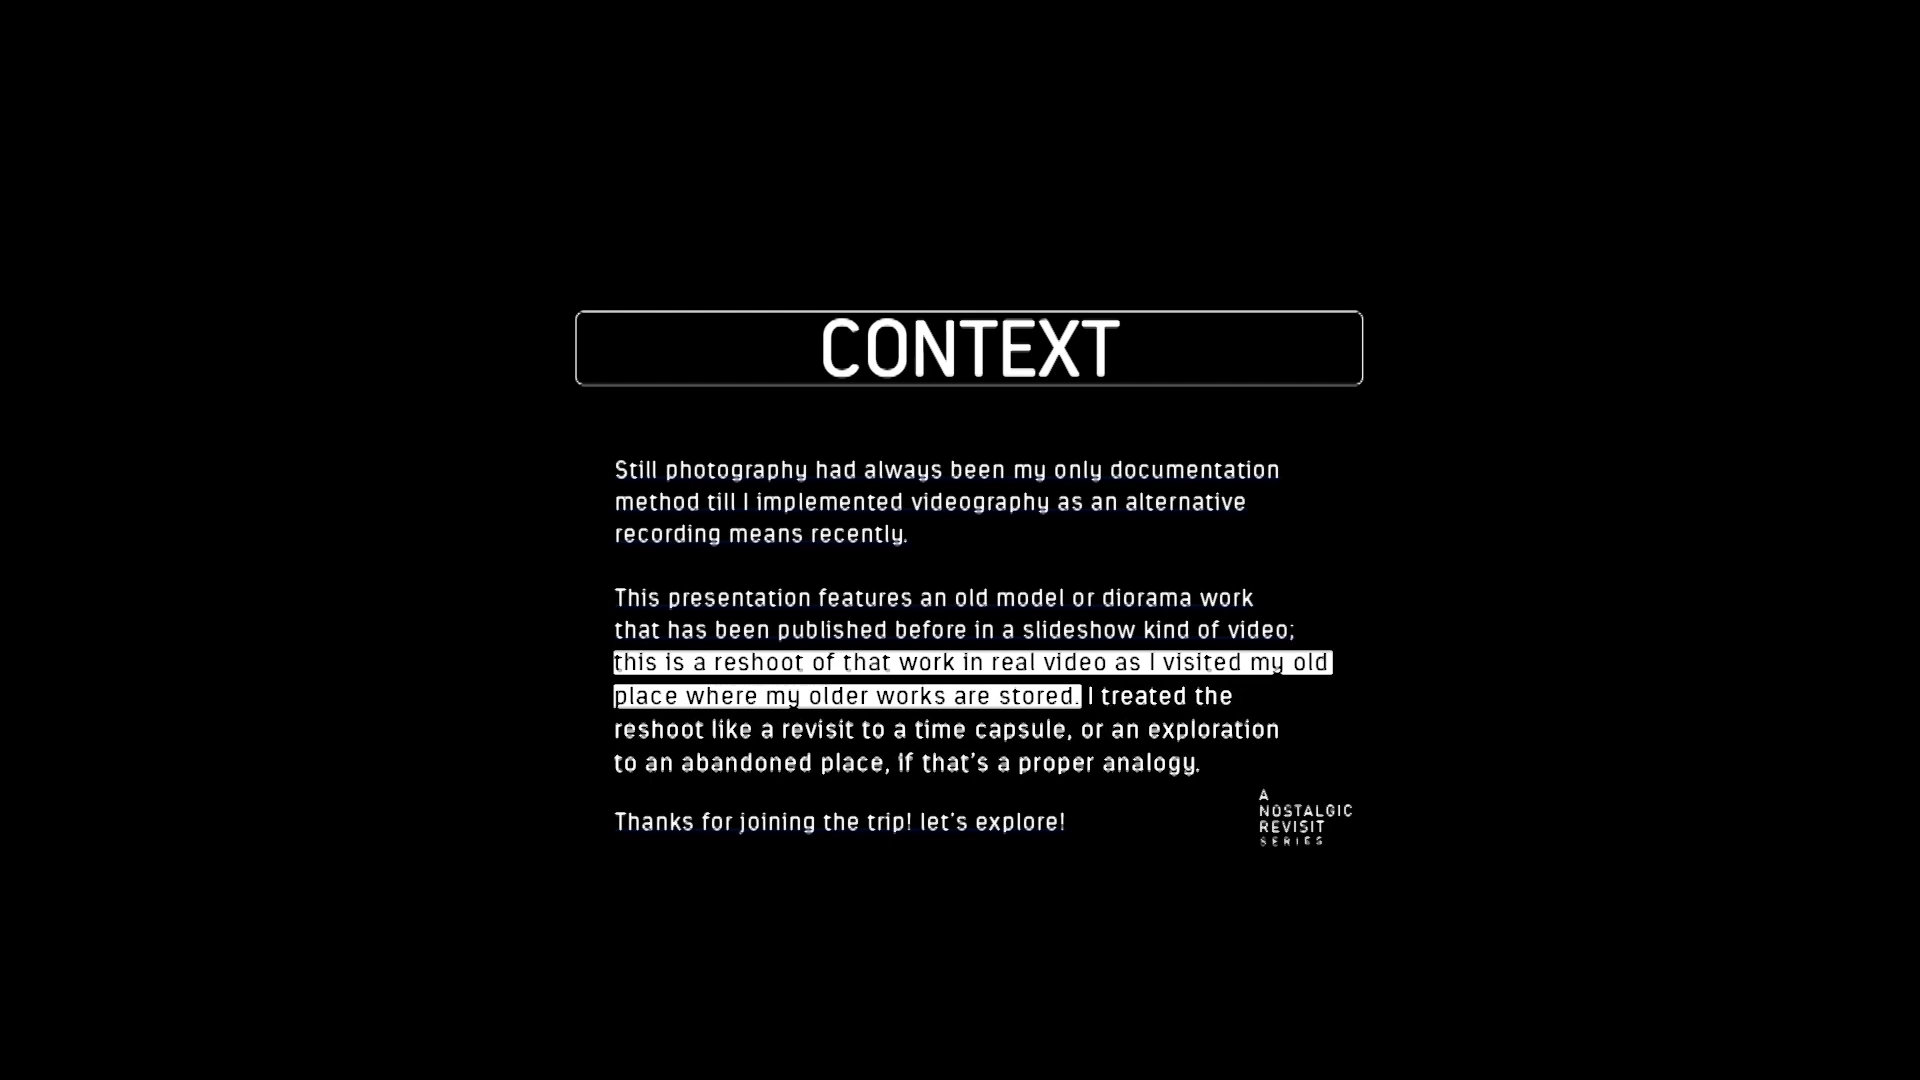 CONTEXT
Still photography had always been my only documentation
method till I implemented videography as an alternative
recording means recently.
This presentation features an old model or diorama work
that has been published before in a slideshow kind of video;
this is a reshoot of that work in real video as I visited my old
place where my older works are stored. I treated the
reshoot like a revisit to a time capsule, or an exploration
to an abandoned place, if that's a proper analogy.
Thanks for joining the trip! let's explore!
A
NOSTALGIC
REVISIT
SERIES